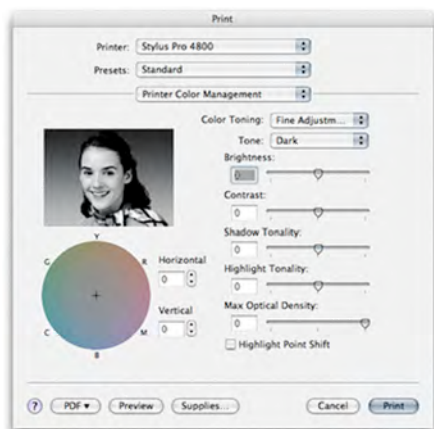 Print
Printer: Stylus Pro 4800
Presets: Standard
Printer Color Management
Color Toning: Fine Adjustm...
Tone: Dark
Brightness:
0
Contrast:
0
Shadow Tonality:
0
Highlight Tonality:
0
Max Optical Density:
0
Highlight Point Shift
Y
G R
C M
B
Horizontal
0
Vertical
0
? PDF Preview Supplies... Cancel Print